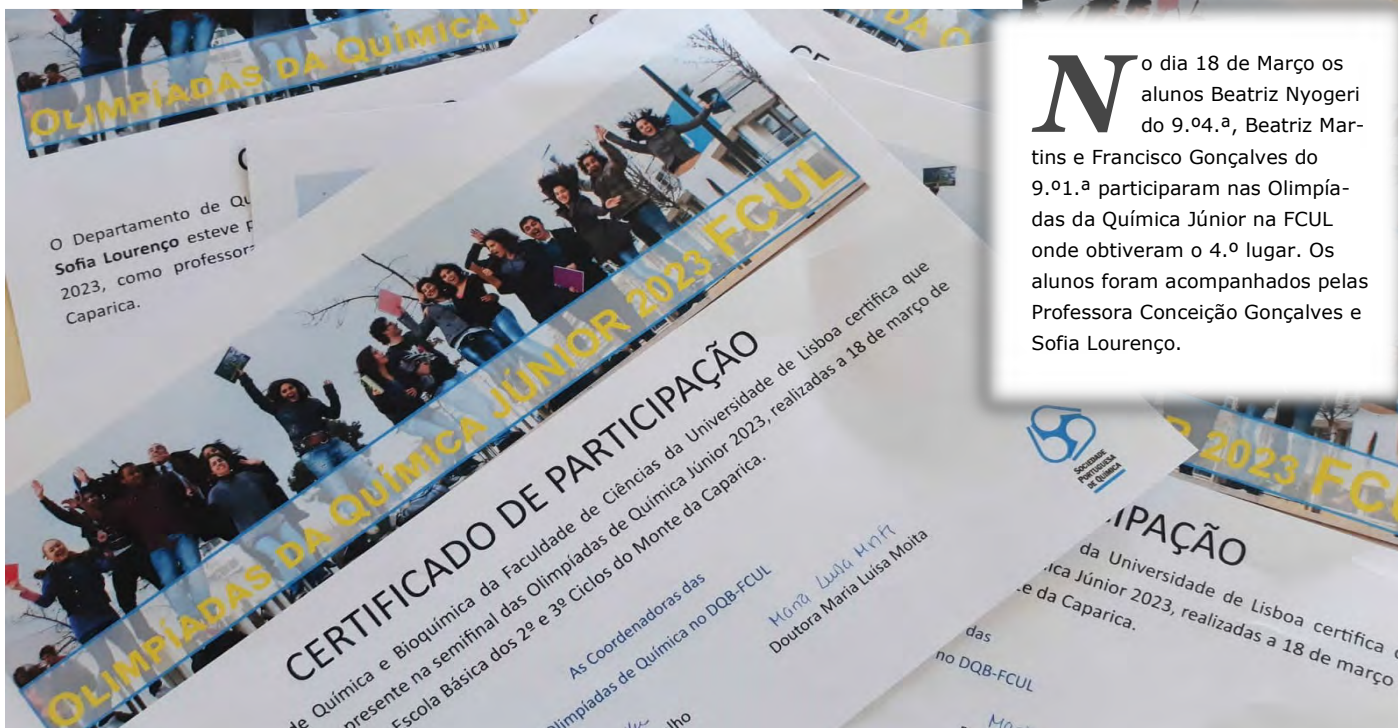 No dia 18 de Março os
alunos Beatriz Nyogeri
do 9.º4.ª, Beatriz Mar-
tins e Francisco Gonçalves do
9.º1.ª participaram nas Olimpía-
das da Química Júnior na FCUL
onde obtiveram o 4.º lugar. Os
alunos foram acompanhados pelas
Professora Conceição Gonçalves e
Sofia Lourenço.
OLIMPÍADAS DA QUÍMICA
O Departamento de
Sofia Lourenço esteve
2023, como
Caparica.
OLIMPÍADAS DA QUÍMICA JÚNIOR 2023 FCUL
CERTIFICADO DE PARTICIPAÇÃO
de Química e Bioquímica da Faculdade de Ciências da Universidade de Lisboa certifica que
presente na semifinal das Olimpíadas de Química Júnior 2023, realizadas a 18 de março de
Escola Básica dos 2º e 3º Ciclos do Monte da Caparica.
As Coordenadoras das
Olimpíadas de Química no DQB-FCUL
Doutora Maria Luísa Moita
SOCIEDADE
PORTUGUESA
DE QUÍMICA
2023
da Universidade de Lisboa certifica
Júnior 2023, realizadas a 18 de março
da Caparica.
das
no DQB-FCUL